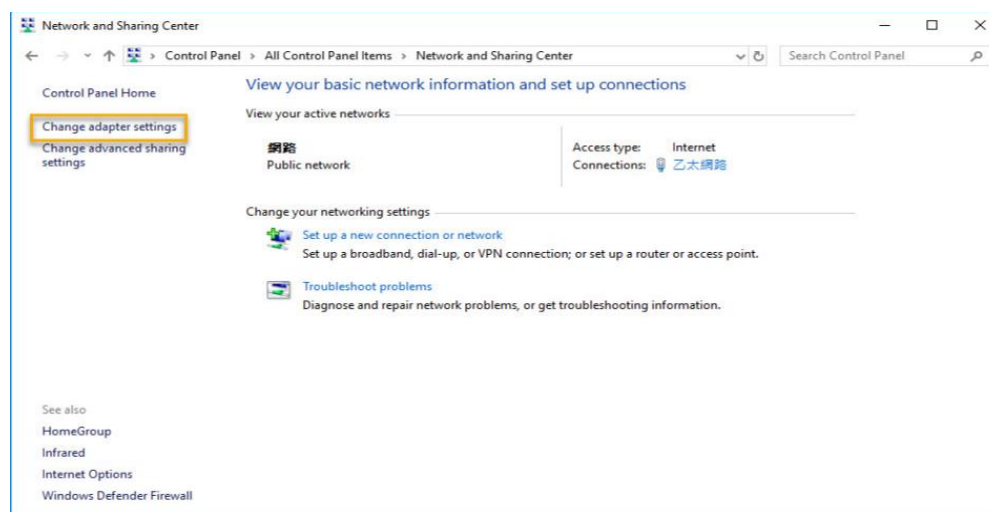 Network and Sharing Center
Control Panel > All Control Panel Items > Network and Sharing Center
Search Control Panel
Control Panel Home
Change adapter settings
Change advanced sharing
settings
View your basic network information and set up connections
View your active networks
網路
Public network
Access type: Internet
Connections: 乙太網路
Change your networking settings
Set up a new connection or network
Set up a broadband, dial-up, or VPN connection; or set up a router or access point.
Troubleshoot problems
Diagnose and repair network problems, or get troubleshooting information.
See also
HomeGroup
Infrared
Internet Options
Windows Defender Firewall